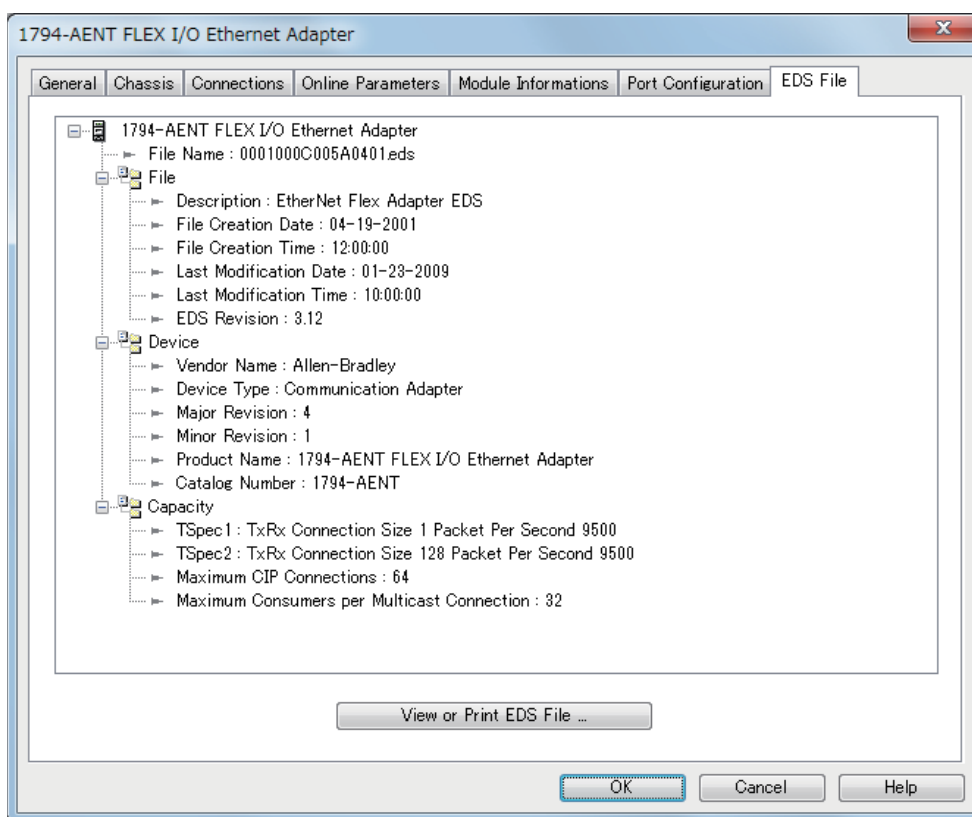 1794-AENT FLEX I/O Ethernet Adapter
General Chassis Connections Online Parameters Module Informations Port Configuration EDS File
1794-AENT FLEX I/O Ethernet Adapter
File Name : 0001000C005A0401.eds
File
Description : EtherNet Flex Adapter EDS
File Creation Date : 04-19-2001
File Creation Time : 12:00:00
Last Modification Date : 01-23-2009
Last Modification Time : 10:00:00
EDS Revision : 3.12
Device
Vendor Name : Allen-Bradley
Device Type : Communication Adapter
Major Revision : 4
Minor Revision : 1
Product Name : 1794-AENT FLEX I/O Ethernet Adapter
Catalog Number : 1794-AENT
Capacity
TSpec1 : TxRx Connection Size 1 Packet Per Second 9500
TSpec2 : TxRx Connection Size 128 Packet Per Second 9500
Maximum CIP Connections : 64
Maximum Consumers per Multicast Connection : 32
View or Print EDS File ...
OK Cancel Help